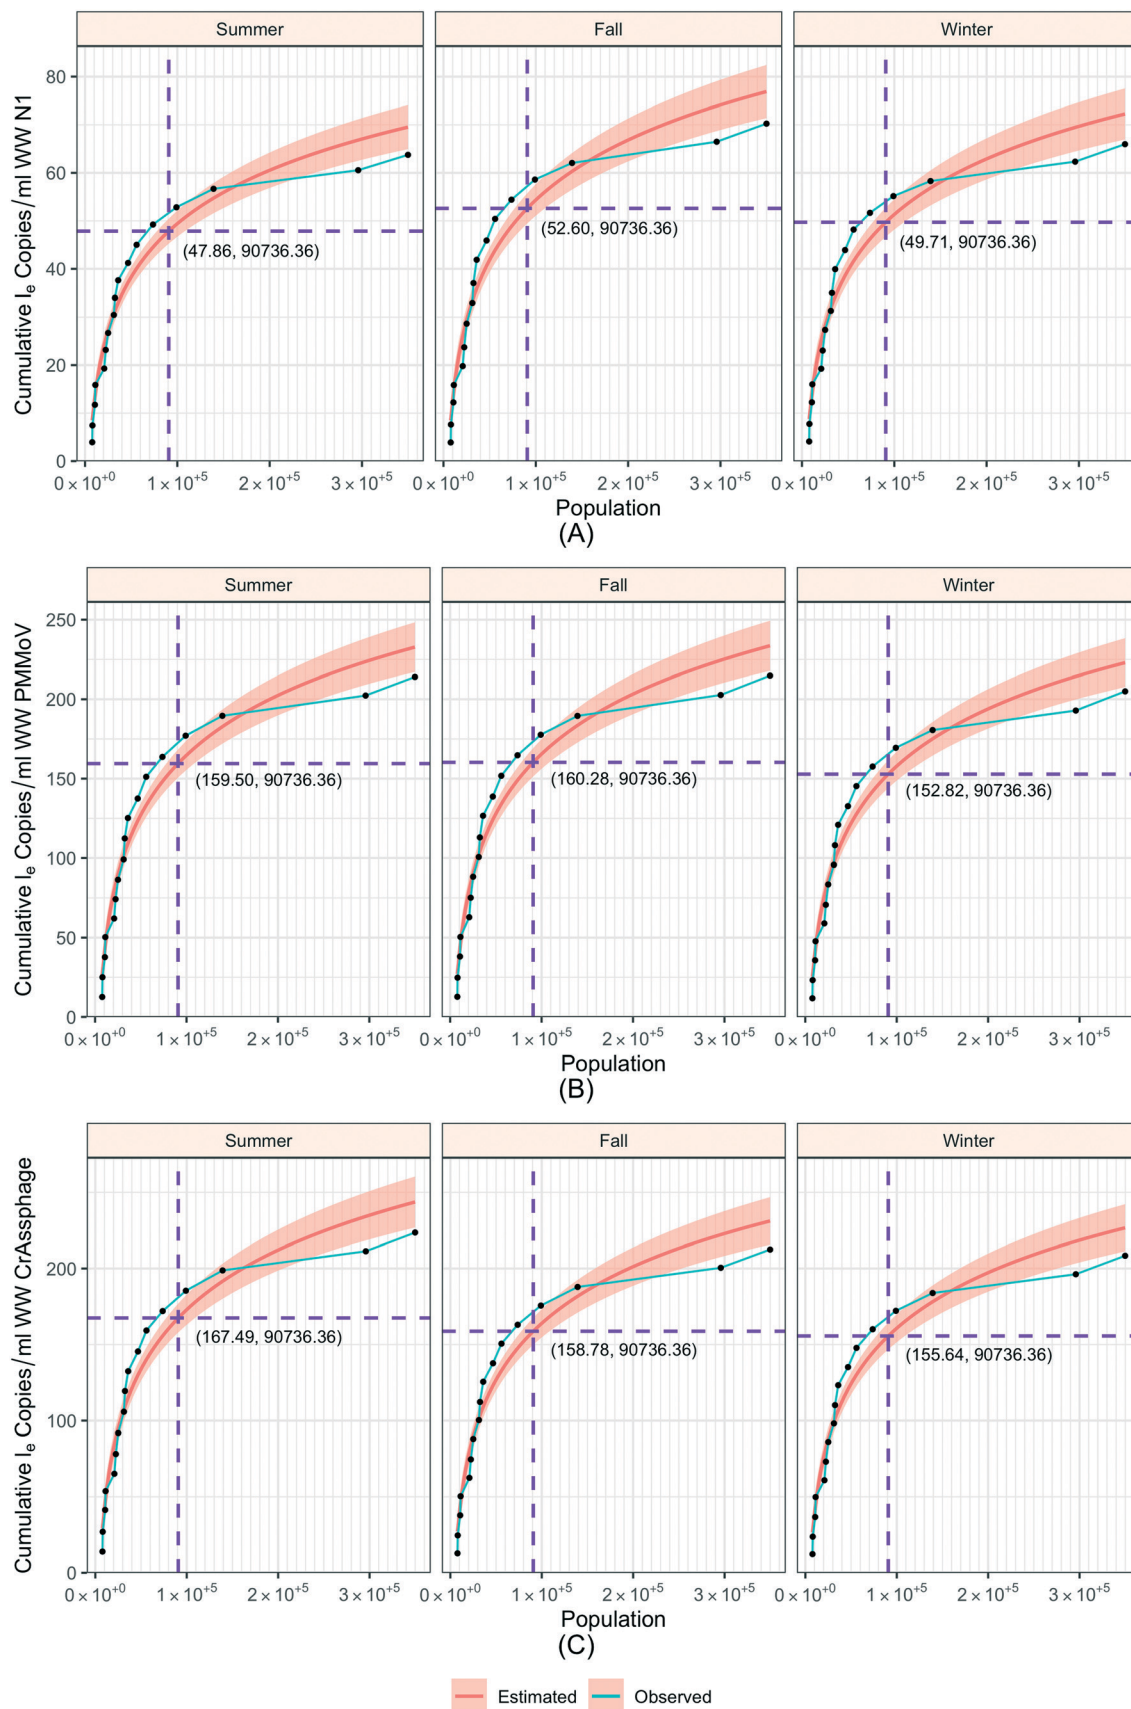 Summer Fall Winter
Cumulative Iₑ Copies/ml WW N1
80
60
40
20
0
(47.86, 90736.36) (52.60, 90736.36) (49.71, 90736.36)
0 × 10⁺⁰ 1 × 10⁺⁵ 2 × 10⁺⁵ 3 × 10⁺⁵ 0 × 10⁺⁰ 1 × 10⁺⁵ 2 × 10⁺⁵ 3 × 10⁺⁵ 0 × 10⁺⁰ 1 × 10⁺⁵ 2 × 10⁺⁵ 3 × 10⁺⁵
Population
(A)
Summer Fall Winter
Cumulative Iₑ Copies/ml WW PMMoV
250
200
150
100
50
0
(159.50, 90736.36) (160.28, 90736.36) (152.82, 90736.36)
0 × 10⁺⁰ 1 × 10⁺⁵ 2 × 10⁺⁵ 3 × 10⁺⁵ 0 × 10⁺⁰ 1 × 10⁺⁵ 2 × 10⁺⁵ 3 × 10⁺⁵ 0 × 10⁺⁰ 1 × 10⁺⁵ 2 × 10⁺⁵ 3 × 10⁺⁵
Population
(B)
Summer Fall Winter
Cumulative Iₑ Copies/ml WW CrAssphage
200
100
0
(167.49, 90736.36) (158.78, 90736.36) (155.64, 90736.36)
0 × 10⁺⁰ 1 × 10⁺⁵ 2 × 10⁺⁵ 3 × 10⁺⁵ 0 × 10⁺⁰ 1 × 10⁺⁵ 2 × 10⁺⁵ 3 × 10⁺⁵ 0 × 10⁺⁰ 1 × 10⁺⁵ 2 × 10⁺⁵ 3 × 10⁺⁵
Population
(C)
Estimated Observed